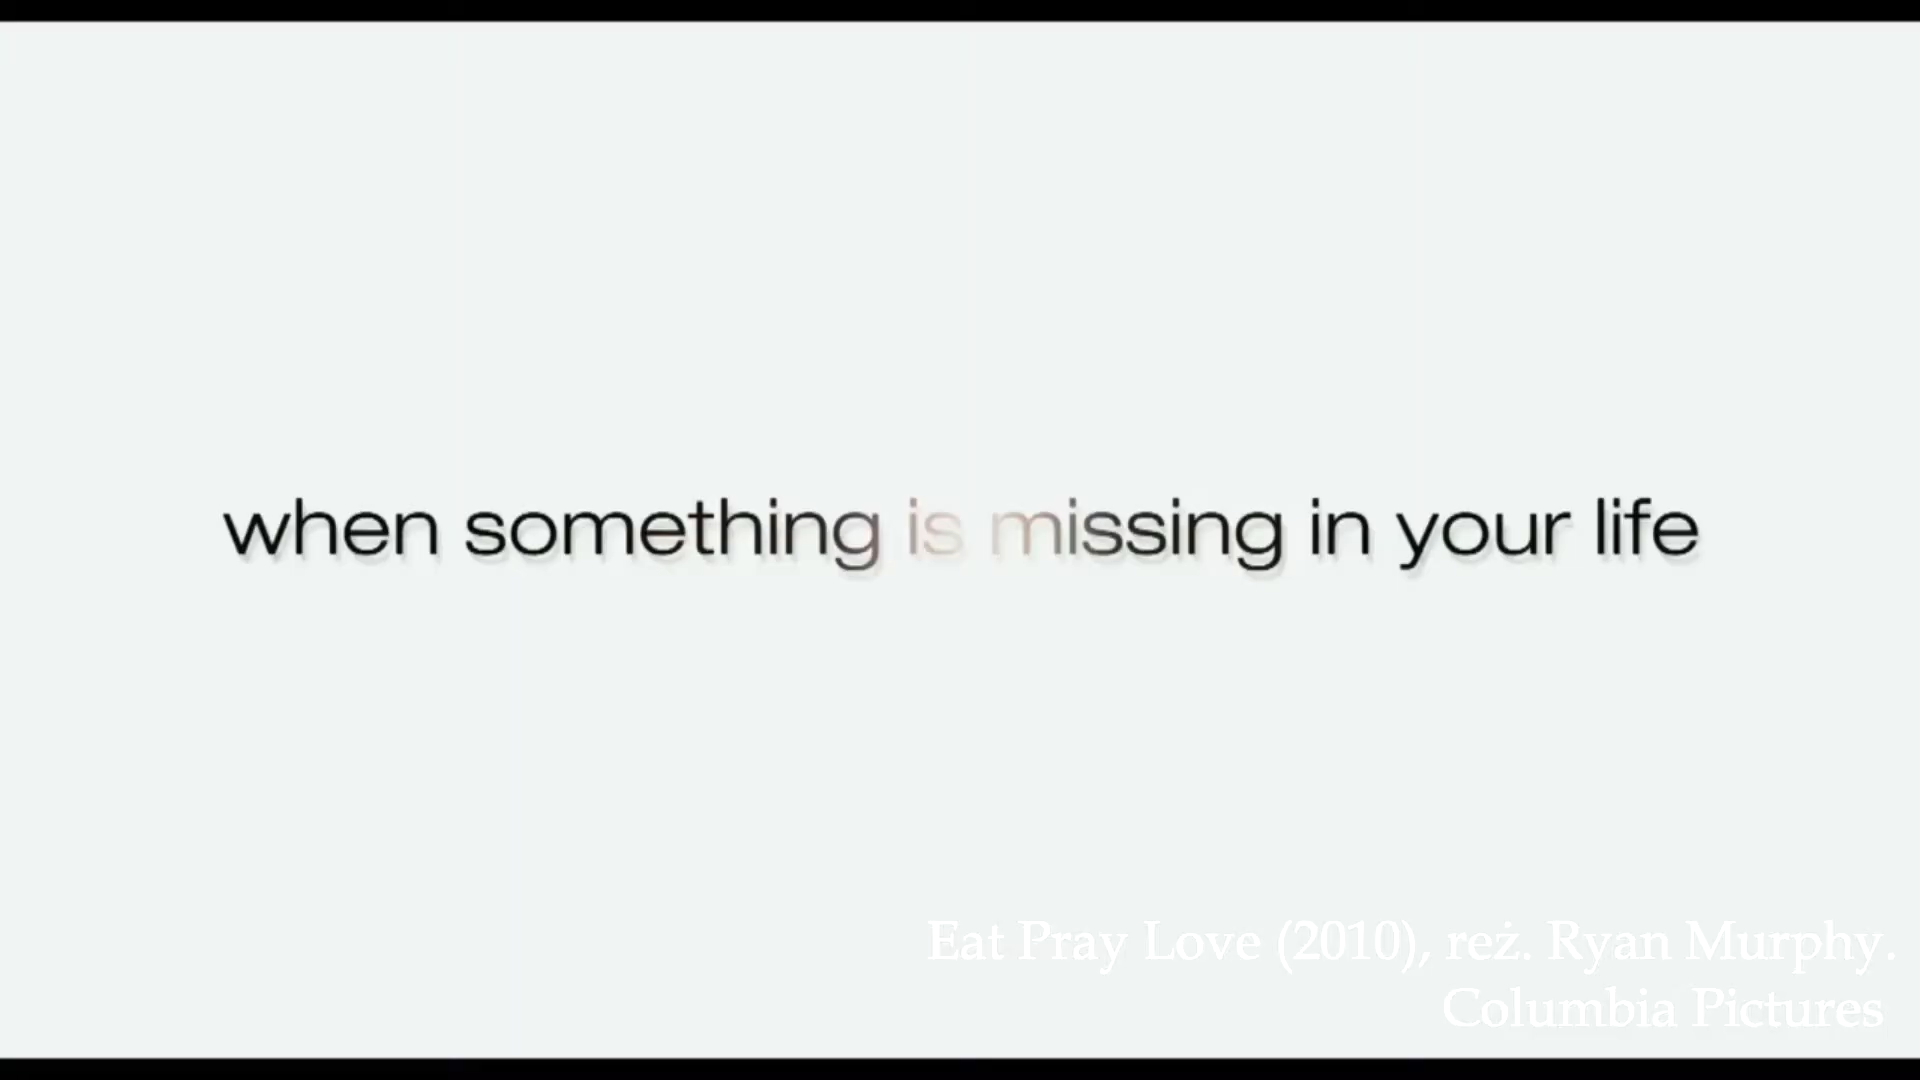 when something is missing in your life
Eat Pray Love (2010), reż. Ryan Murphy.
Columbia Pictures